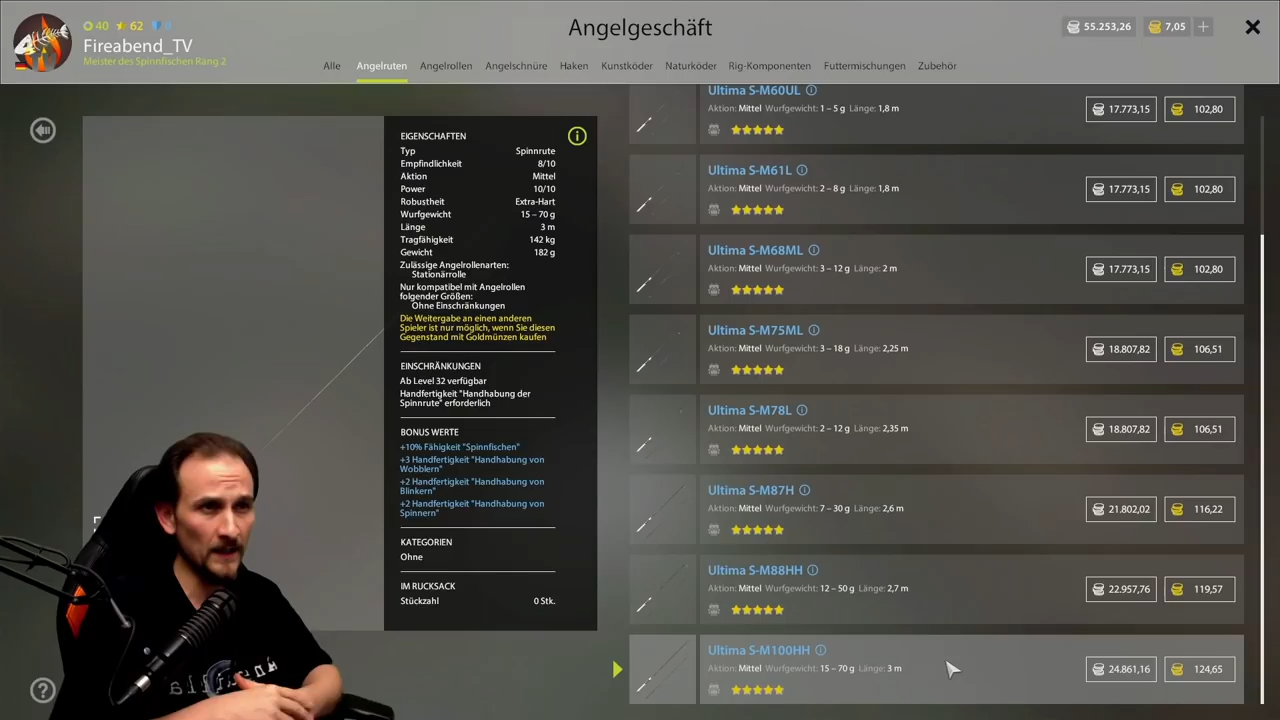 40 62
Fireabend_TV
Meister des Spinnfischen Rang 2
Angelgeschäft
55.253,26 7,05 +
Alle Angelruten Angelrollen Angelschnüre Haken Kunstköder Naturköder Rig-Komponenten Futtermischungen Zubehör
EIGENSCHAFTEN
Typ Spinnrute
Empfindlichkeit 8/10
Aktion Mittel
Power 10/10
Robustheit Extra-Hart
Wurfgewicht 15 – 70 g
Länge 3 m
Tragfähigkeit 142 kg
Gewicht 182 g
Zulässige Angelrollenarten:
Stationärrolle
Nur kompatibel mit Angelrollen
folgender Größen:
Ohne Einschränkungen
Die Weitergabe an einen anderen
Spieler ist nur möglich, wenn Sie diesen
Gegenstand mit Goldmünzen kaufen
EINSCHRÄNKUNGEN
Ab Level 32 verfügbar
Handfertigkeit "Handhabung der
Spinnrute" erforderlich
BONUS WERTE
+10% Fähigkeit "Spinnfischen"
+3 Handfertigkeit "Handhabung von
Wobblern"
+2 Handfertigkeit "Handhabung von
Blinkern"
+2 Handfertigkeit "Handhabung von
Spinnern"
KATEGORIEN
Ohne
IM RUCKSACK
Stückzahl 0 Stk.
Ultima S-M60UL
Aktion: Mittel Wurfgewicht: 1 – 5 g Länge: 1,8 m
17.773,15 102,80
Ultima S-M61L
Aktion: Mittel Wurfgewicht: 2 – 8 g Länge: 1,8 m
17.773,15 102,80
Ultima S-M68ML
Aktion: Mittel Wurfgewicht: 3 – 12 g Länge: 2 m
17.773,15 102,80
Ultima S-M75ML
Aktion: Mittel Wurfgewicht: 3 – 18 g Länge: 2,25 m
18.807,82 106,51
Ultima S-M78L
Aktion: Mittel Wurfgewicht: 2 – 12 g Länge: 2,35 m
18.807,82 106,51
Ultima S-M87H
Aktion: Mittel Wurfgewicht: 7 – 30 g Länge: 2,6 m
21.802,02 116,22
Ultima S-M88HH
Aktion: Mittel Wurfgewicht: 12 – 50 g Länge: 2,7 m
22.957,76 119,57
Ultima S-M100HH
Aktion: Mittel Wurfgewicht: 15 – 70 g Länge: 3 m
24.861,16 124,65
?